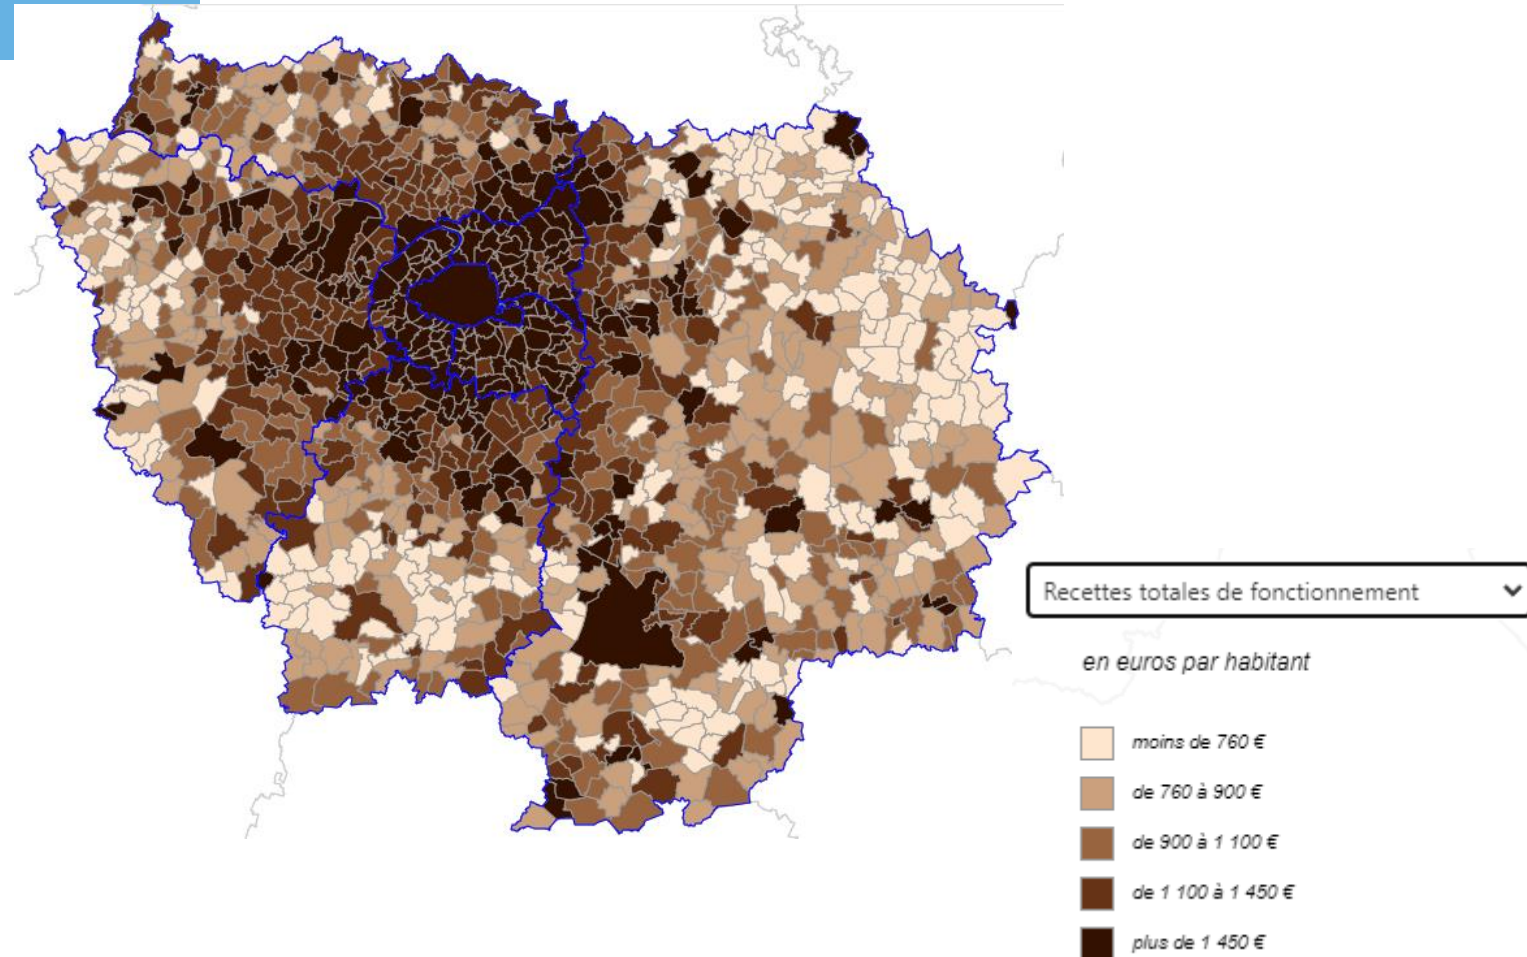 Recettes totales de fonctionnement
en euros par habitant
moins de 760 €
de 760 à 900 €
de 900 à 1 100 €
de 1 100 à 1 450 €
plus de 1 450 €